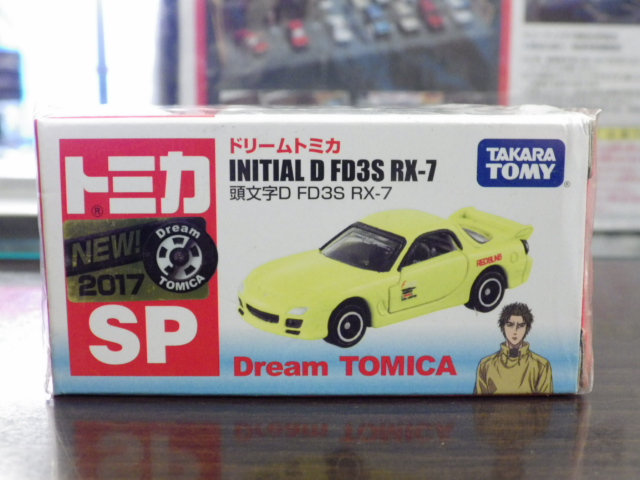 トミカ
®
NEW!
2017
Dream
TOMICA
SP
ドリームトミカ
INITIAL D FD3S RX-7
頭文字D FD3S RX-7
TAKARA
TOMY
REDSUNS
Dream TOMICA